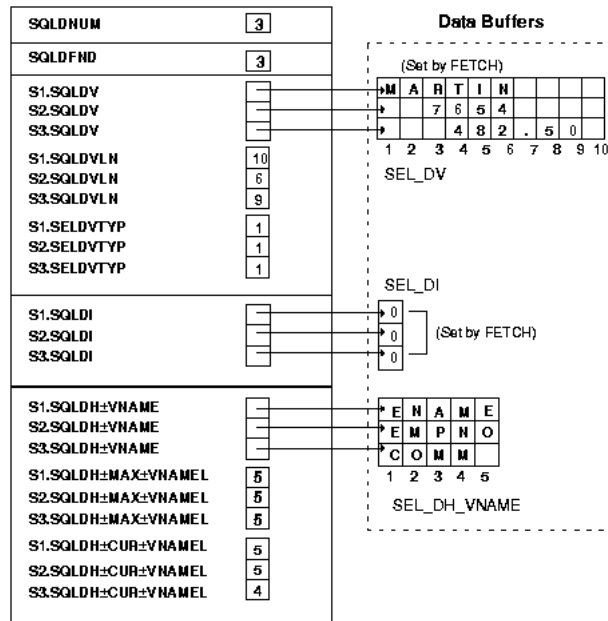 Data Buffers
SQLDNUM 3
SQLDFND 3
(Set by FETCH)
S1.SQLDV M A R T I N
S2.SQLDV 7 6 5 4
S3.SQLDV 4 8 2 . 5 0
1 2 3 4 5 6 7 8 9 10
SEL_DV
S1.SQLDVLN 10
S2.SQLDVLN 6
S3.SQLDVLN 9
S1.SELDVTYP 1
S2.SELDVTYP 1
S3.SELDVTYP 1
SEL_DI
S1.SQLDI 0
S2.SQLDI 0
S3.SQLDI 0
(Set by FETCH)
S1.SQLDH±VNAME E N A M E
S2.SQLDH±VNAME E M P N O
S3.SQLDH±VNAME C O M M
1 2 3 4 5
SEL_DH_VNAME
S1.SQLDH±MAX±VNAMEL 5
S2.SQLDH±MAX±VNAMEL 5
S3.SQLDH±MAX±VNAMEL 5
S1.SQLDH±CUR±VNAMEL 5
S2.SQLDH±CUR±VNAMEL 5
S3.SQLDH±CUR±VNAMEL 4